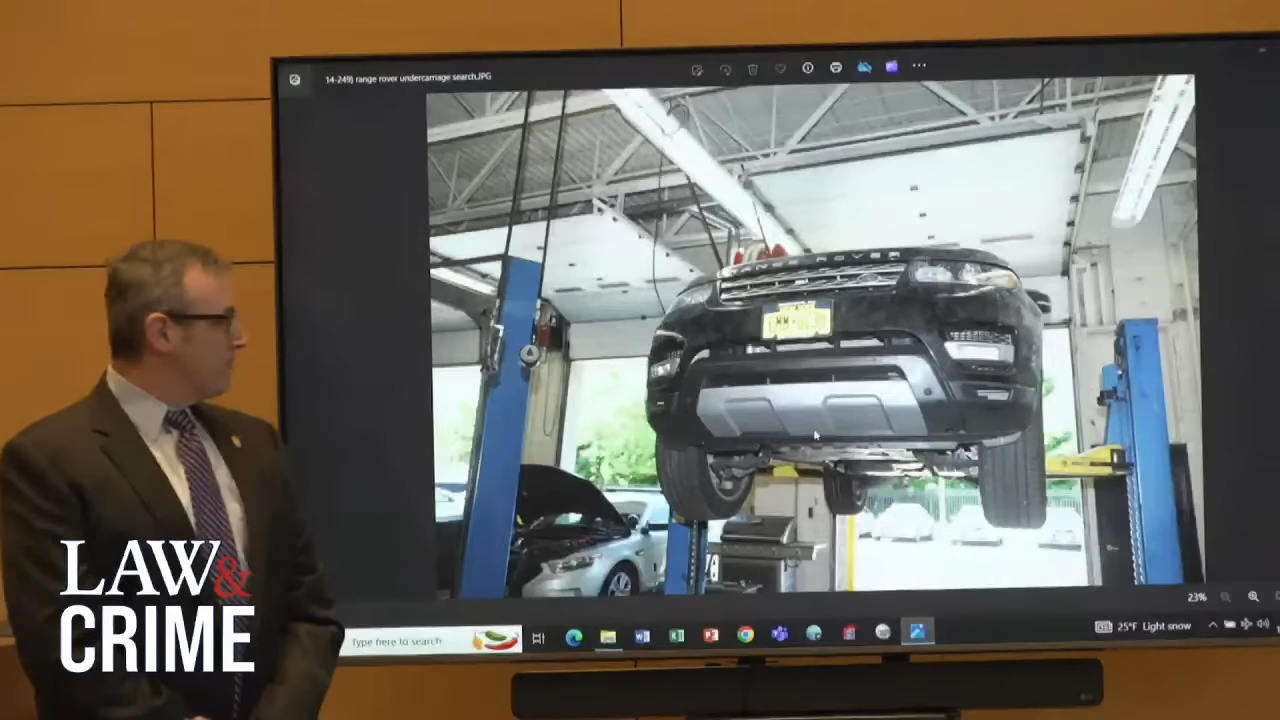 14-249) range rover undercarriage search.JPG
RANGE ROVER
23%
Type here to search
25°F Light snow
LAW&
CRIME